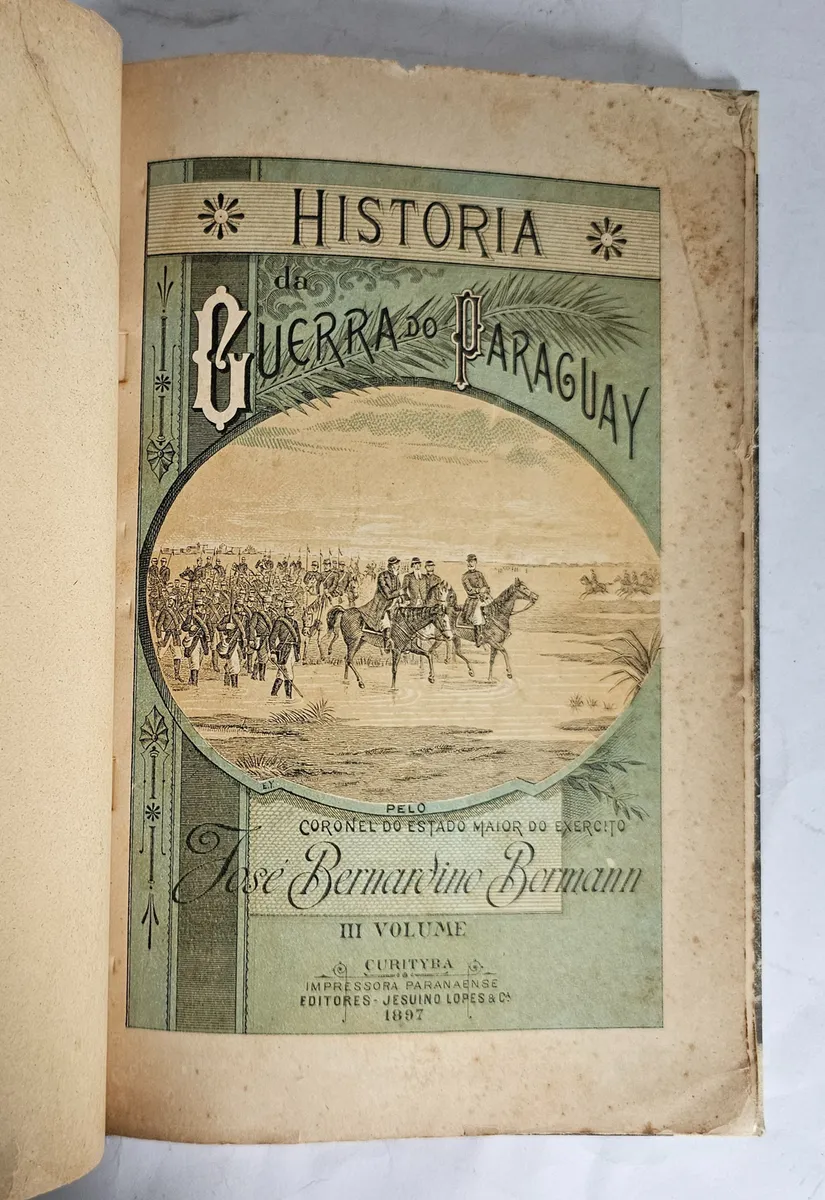 HISTORIA
da
GUERRA DO PARAGUAY
E.Y
PELO
CORONEL DO ESTADO MAIOR DO EXERCITO
José Bernardino Bormann
III VOLUME
CURITYBA
IMPRESSORA PARANAENSE
EDITORES - JESUINO LOPES & Cª
1897